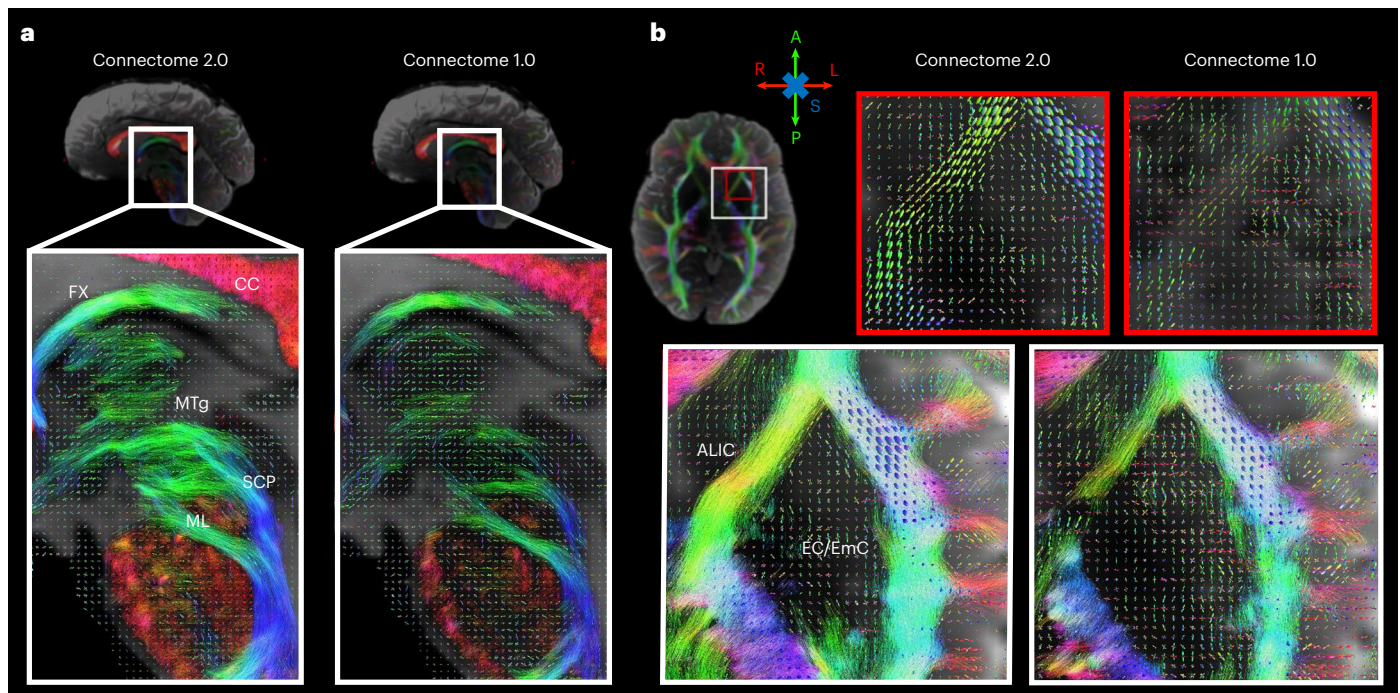 a
Connectome 2.0
Connectome 1.0
FX
CC
MTg
SCP
ML
b
A
R
L
S
P
Connectome 2.0
Connectome 1.0
ALIC
EC/EmC